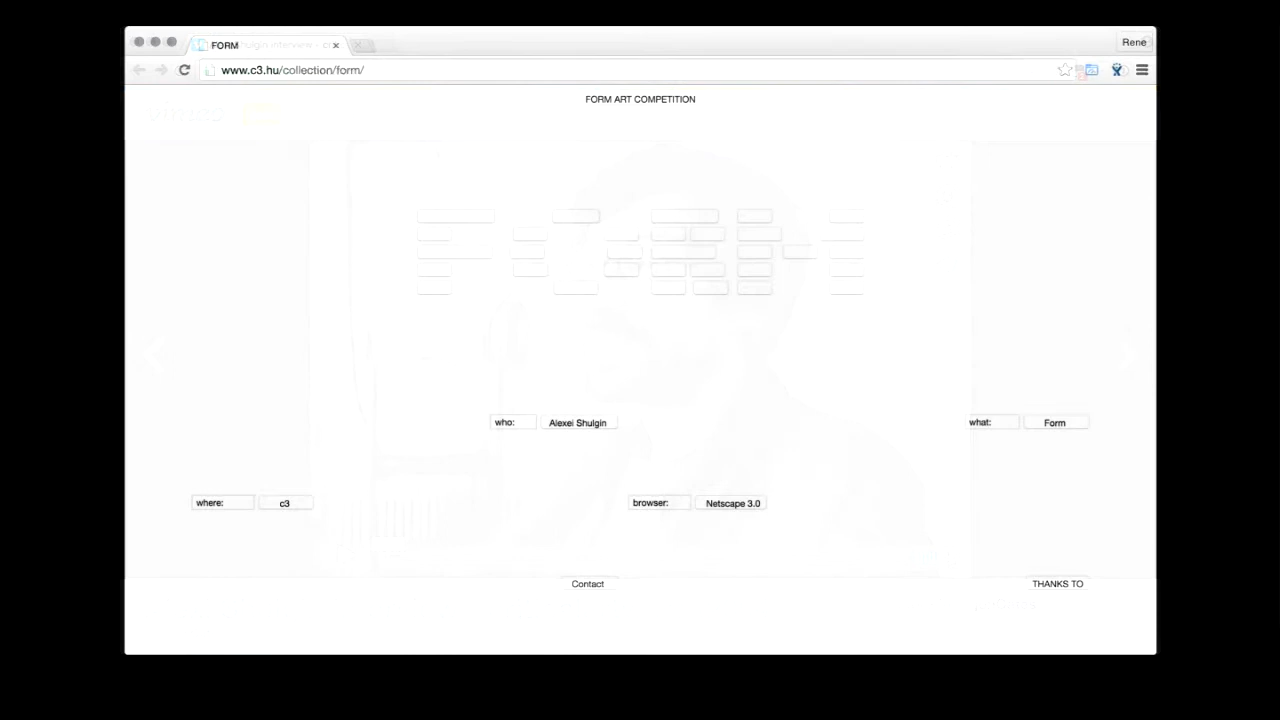 FORM
Rene
www.c3.hu/collection/form/
FORM ART COMPETITION
who: Alexei Shulgin what: Form
where: c3 browser: Netscape 3.0
Contact THANKS TO